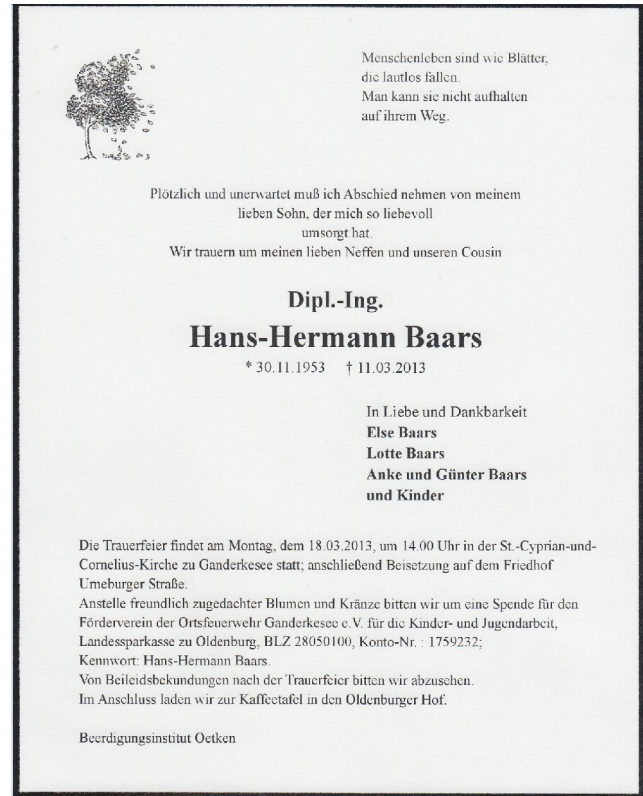 Menschenleben sind wie Blätter,
die lautlos fallen.
Man kann sie nicht aufhalten
auf ihrem Weg.
Plötzlich und unerwartet muß ich Abschied nehmen von meinem
lieben Sohn, der mich so liebevoll
umsorgt hat.
Wir trauern um meinen lieben Neffen und unseren Cousin
Dipl.-Ing.
Hans-Hermann Baars
* 30.11.1953 † 11.03.2013
In Liebe und Dankbarkeit
Else Baars
Lotte Baars
Anke und Günter Baars
und Kinder
Die Trauerfeier findet am Montag, dem 18.03.2013, um 14.00 Uhr in der St.-Cyprian-und-
Cornelius-Kirche zu Ganderkesee statt; anschließend Beisetzung auf dem Friedhof
Urneburger Straße.
Anstelle freundlich zugedachter Blumen und Kränze bitten wir um eine Spende für den
Förderverein der Ortsfeuerwehr Ganderkesee e.V. für die Kinder- und Jugendarbeit,
Landessparkasse zu Oldenburg, BLZ 28050100, Konto-Nr. : 1759232;
Kennwort: Hans-Hermann Baars.
Von Beileidsbekundungen nach der Trauerfeier bitten wir abzusehen.
Im Anschluss laden wir zur Kaffeetafel in den Oldenburger Hof.
Beerdigungsinstitut Oetken